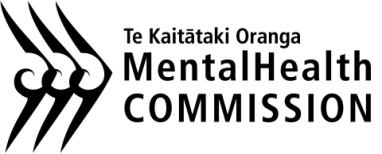 Te Kaitātaki Oranga
MentalHealth
COMMISSION